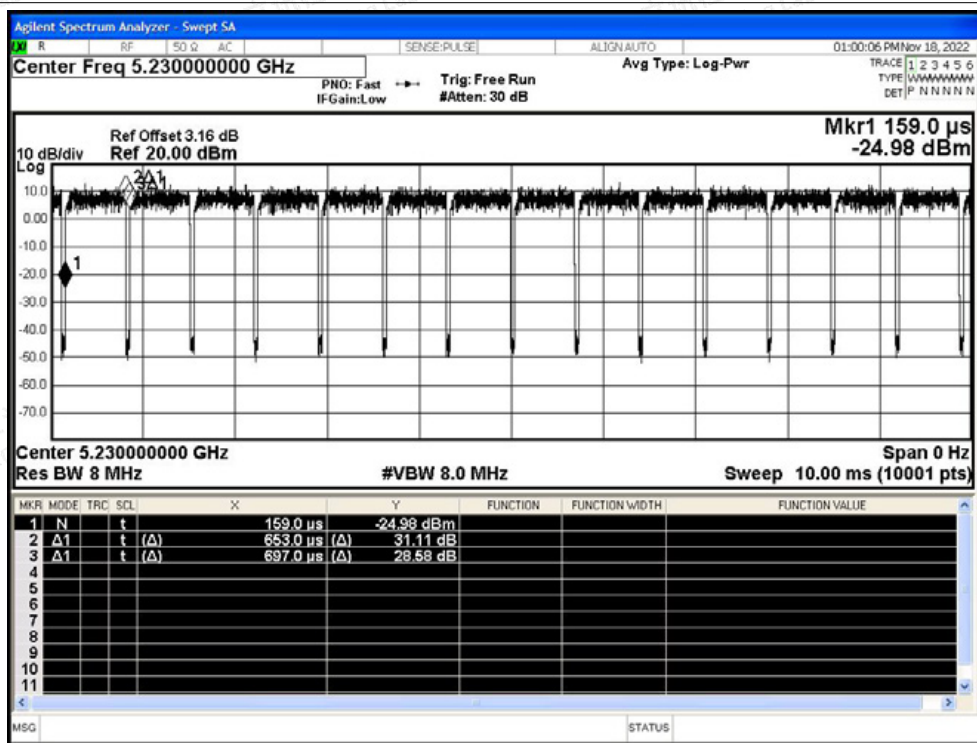 Agilent Spectrum Analyzer - Swept SA
R RF 50 Ω AC SENSE:PULSE ALIGN AUTO 01:00:06 PM Nov 18, 2022
Center Freq 5.230000000 GHz Avg Type: Log-Pwr TRACE 1 2 3 4 5 6
PNO: Fast Trig: Free Run TYPE WWWWWW
IFGain:Low #Atten: 30 dB DET P N N N N N
Mkr1 159.0 µs
Ref Offset 3.16 dB
10 dB/div Ref 20.00 dBm -24.98 dBm
Log
2Δ1
3Δ1
10.0
0.00
-10.0
1
-20.0
-30.0
-40.0
-50.0
-60.0
-70.0
Center 5.230000000 GHz Span 0 Hz
Res BW 8 MHz #VBW 8.0 MHz Sweep 10.00 ms (10001 pts)
MKR MODE TRC SCL X Y FUNCTION FUNCTION WIDTH FUNCTION VALUE
1 N t 159.0 µs -24.98 dBm
2 Δ1 t (Δ) 653.0 µs (Δ) 31.11 dB
3 Δ1 t (Δ) 697.0 µs (Δ) 28.58 dB
4
5
6
7
8
9
10
11
MSG STATUS